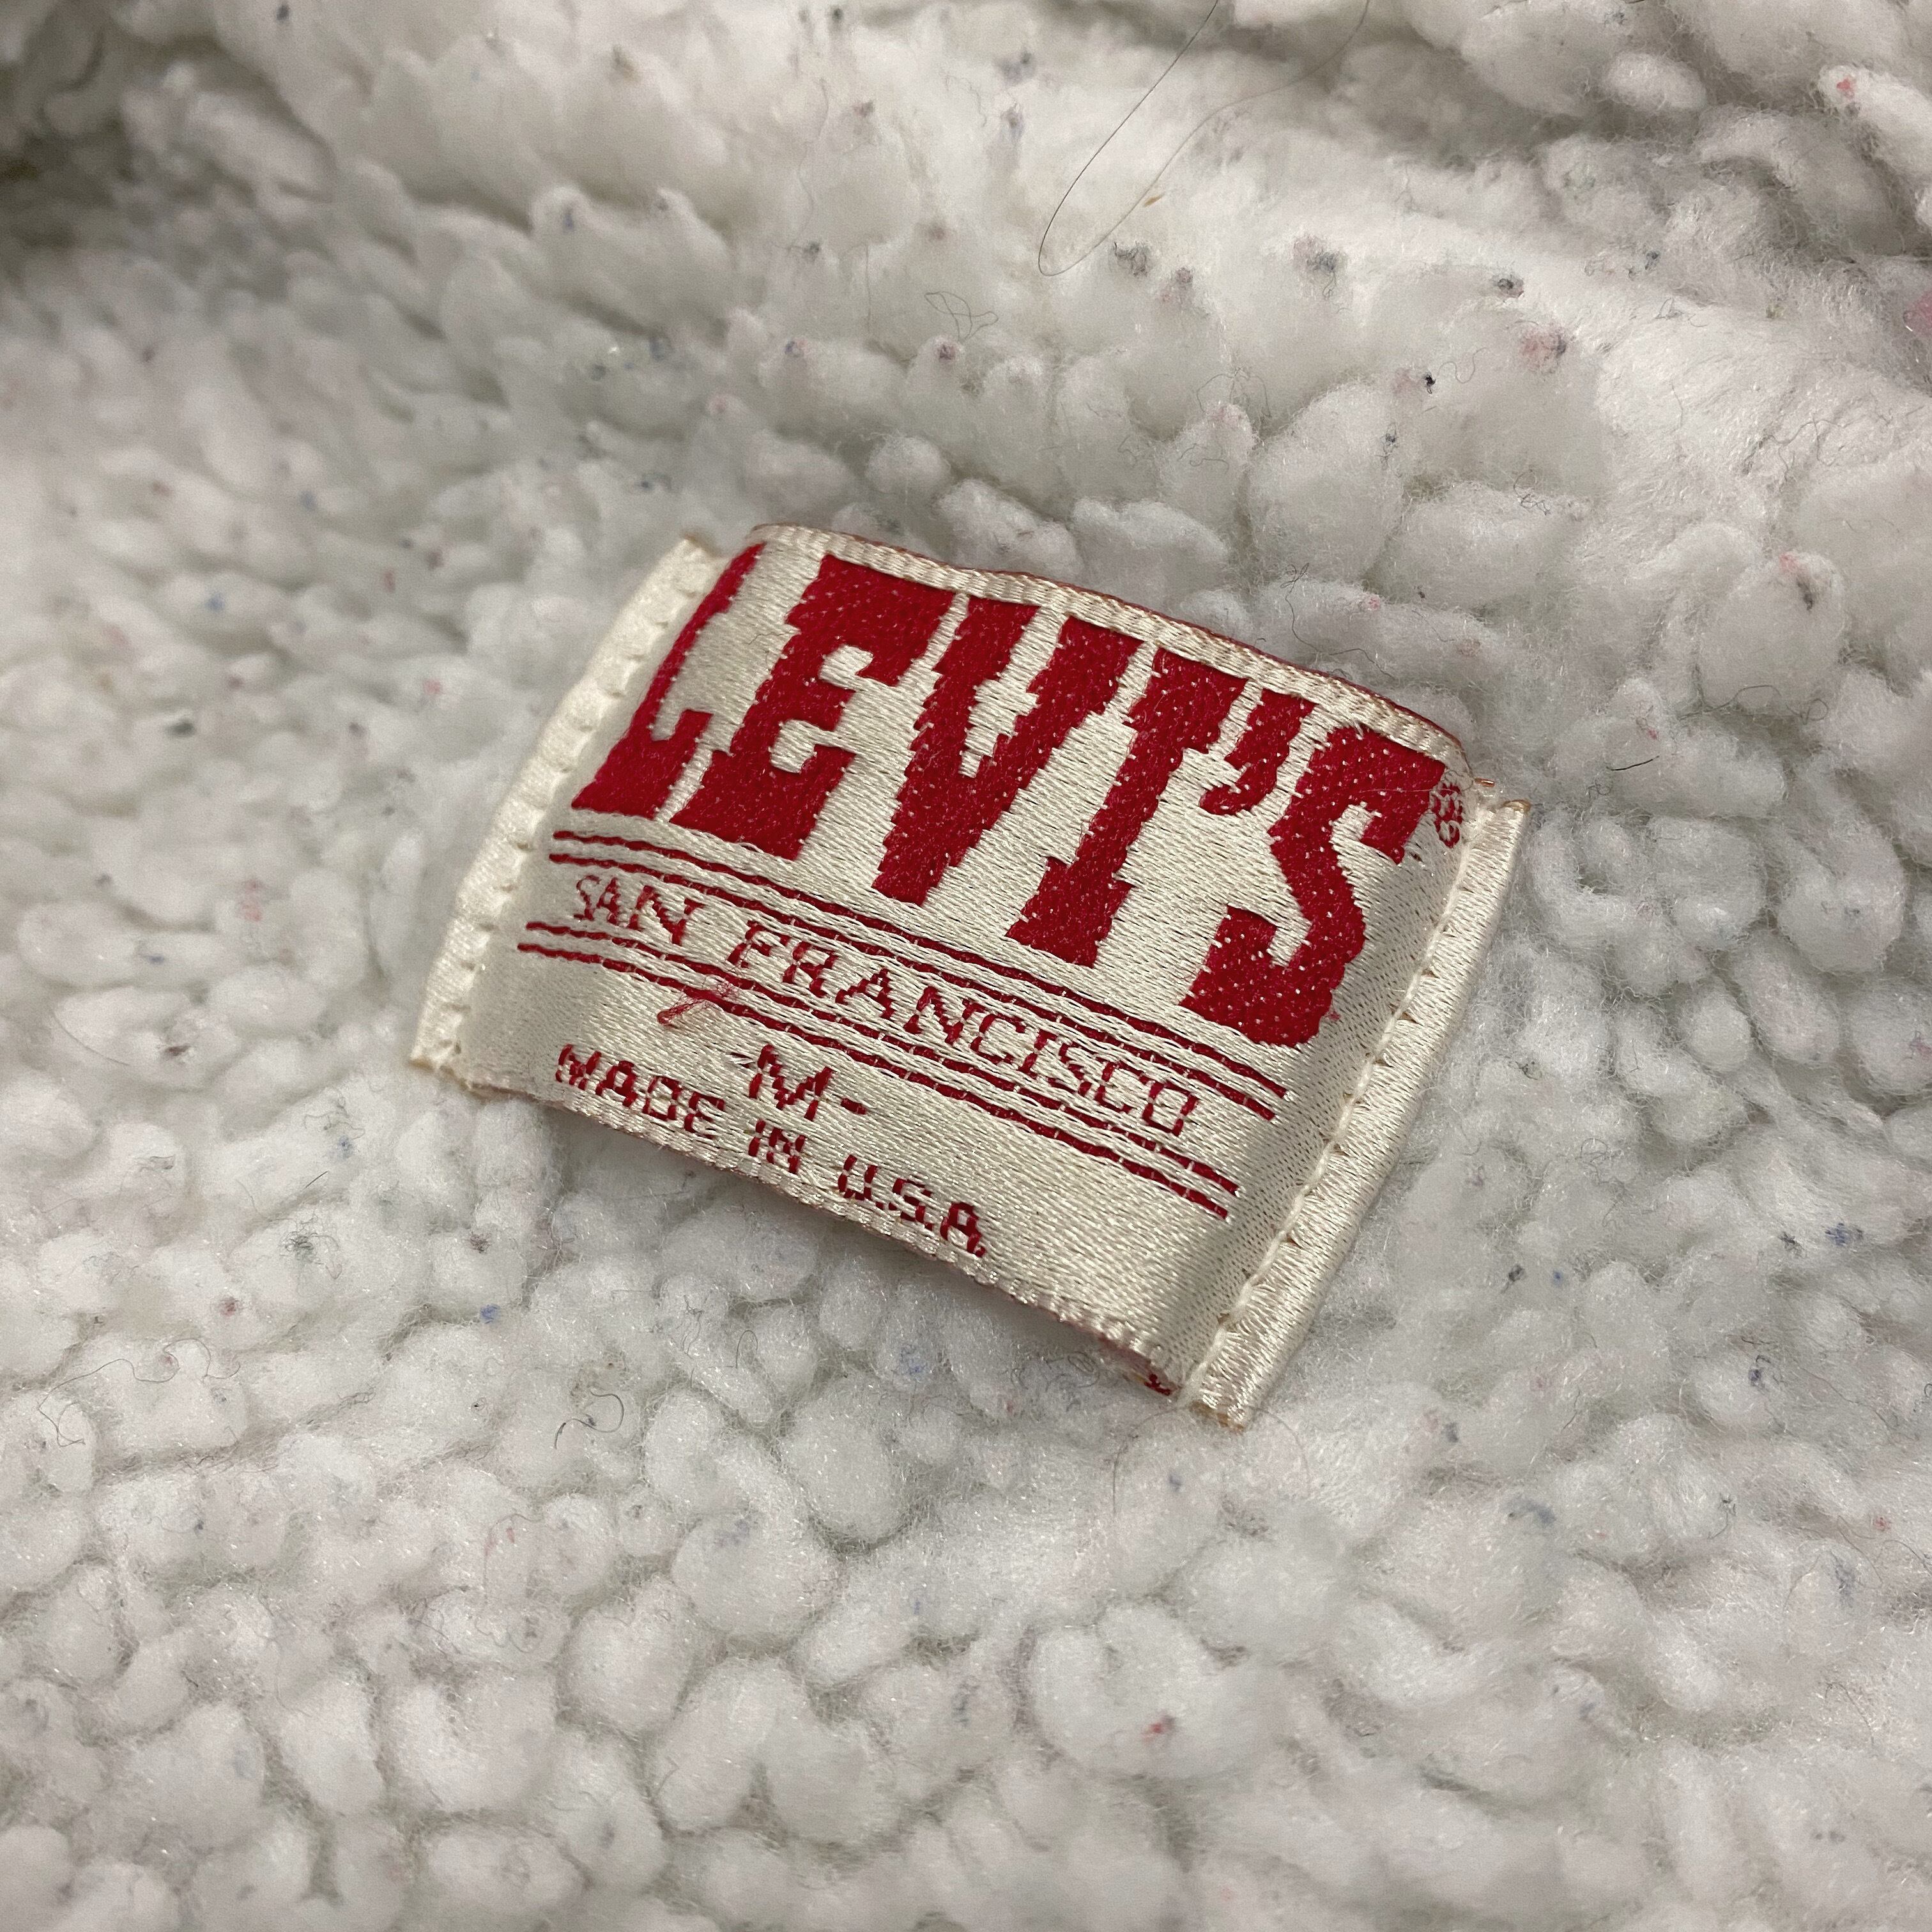 LEVI'S®
SAN FRANCISCO
-M-
MADE IN U.S.A.